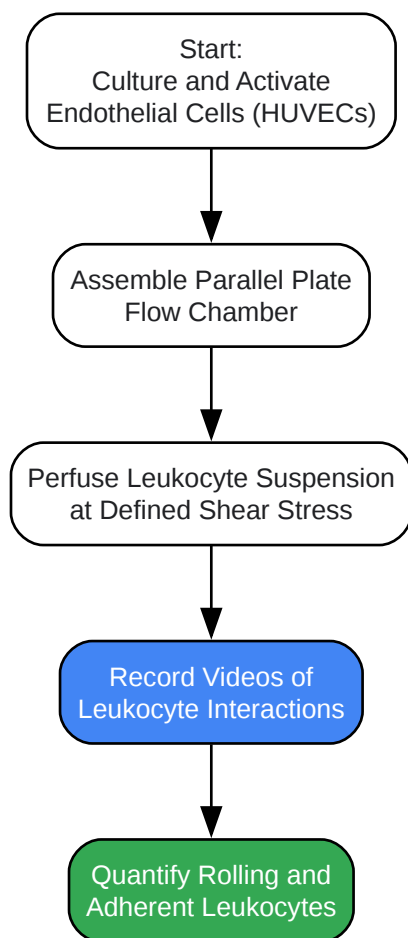 Start:
Culture and Activate
Endothelial Cells (HUVECs)
Assemble Parallel Plate
Flow Chamber
Perfuse Leukocyte Suspension
at Defined Shear Stress
Record Videos of
Leukocyte Interactions
Quantify Rolling and
Adherent Leukocytes